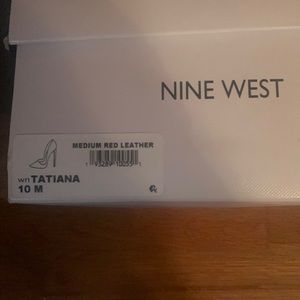 NINE WEST
MEDIUM RED LEATHER
wn TATIANA
10 M